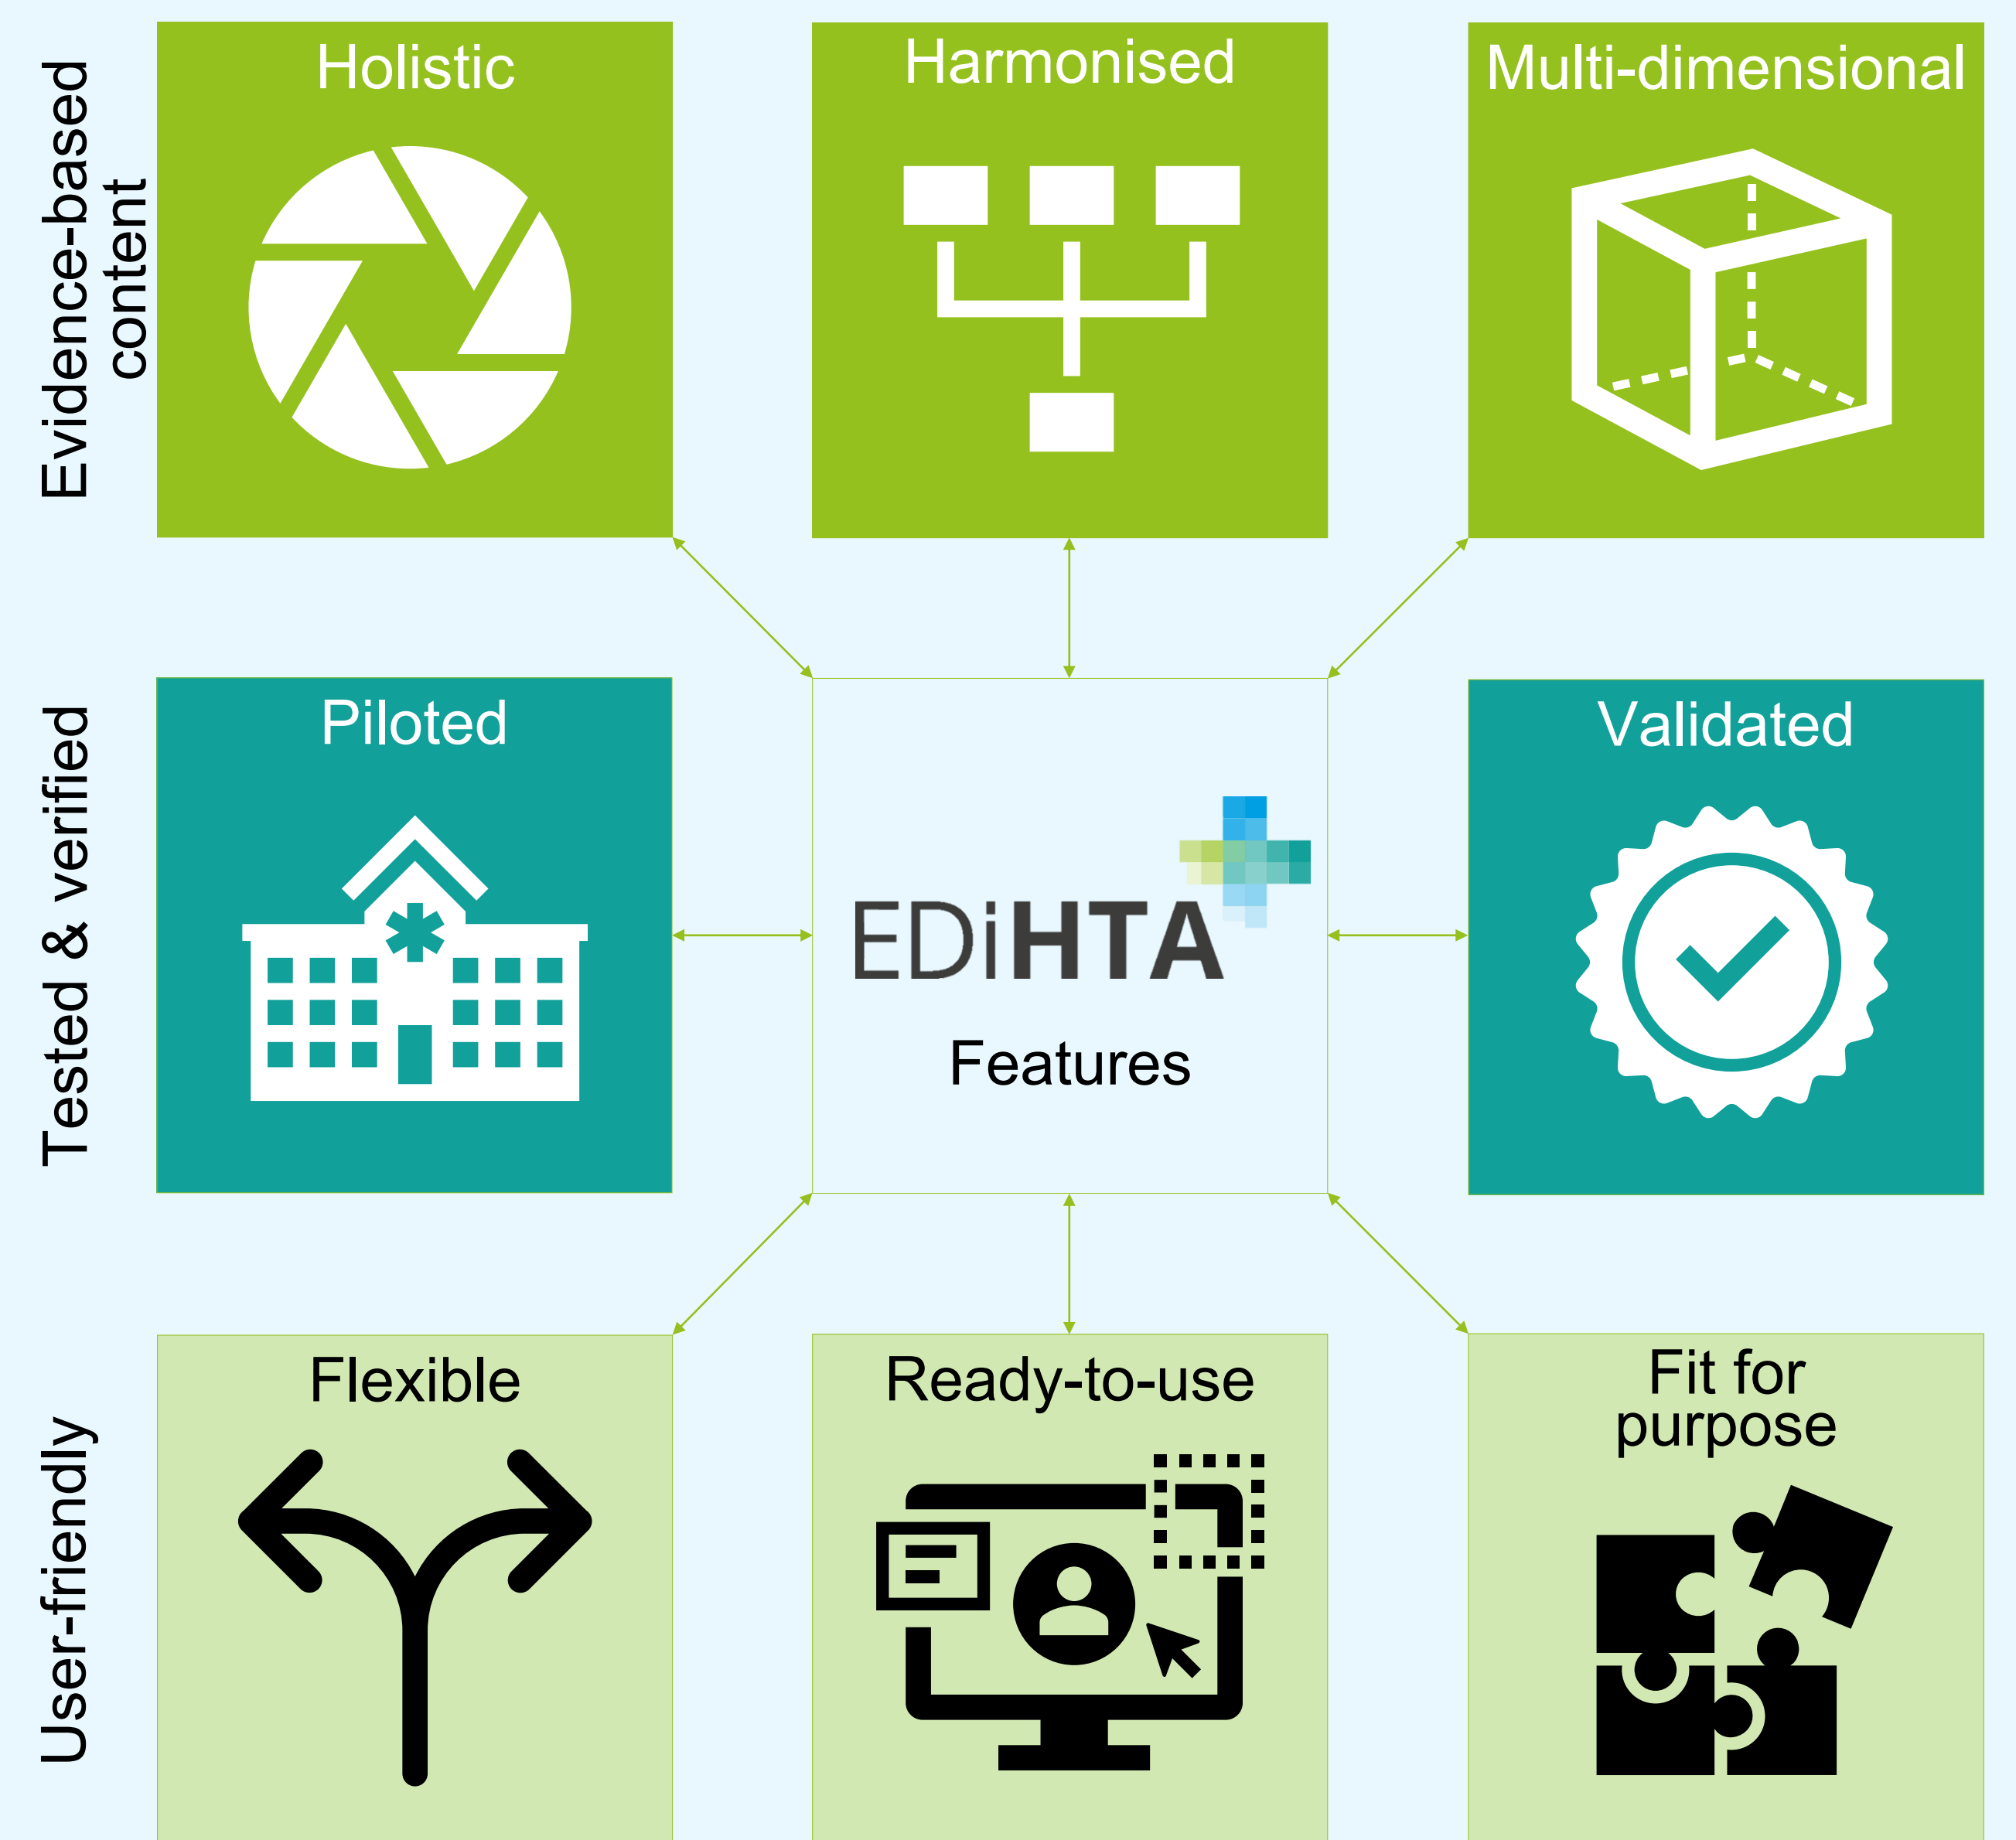 Evidence-based
content
Holistic
Harmonised
Multi-dimensional
Tested & verified
Piloted
EDiHTA
Features
Validated
User-friendly
Flexible
Ready-to-use
Fit for
purpose